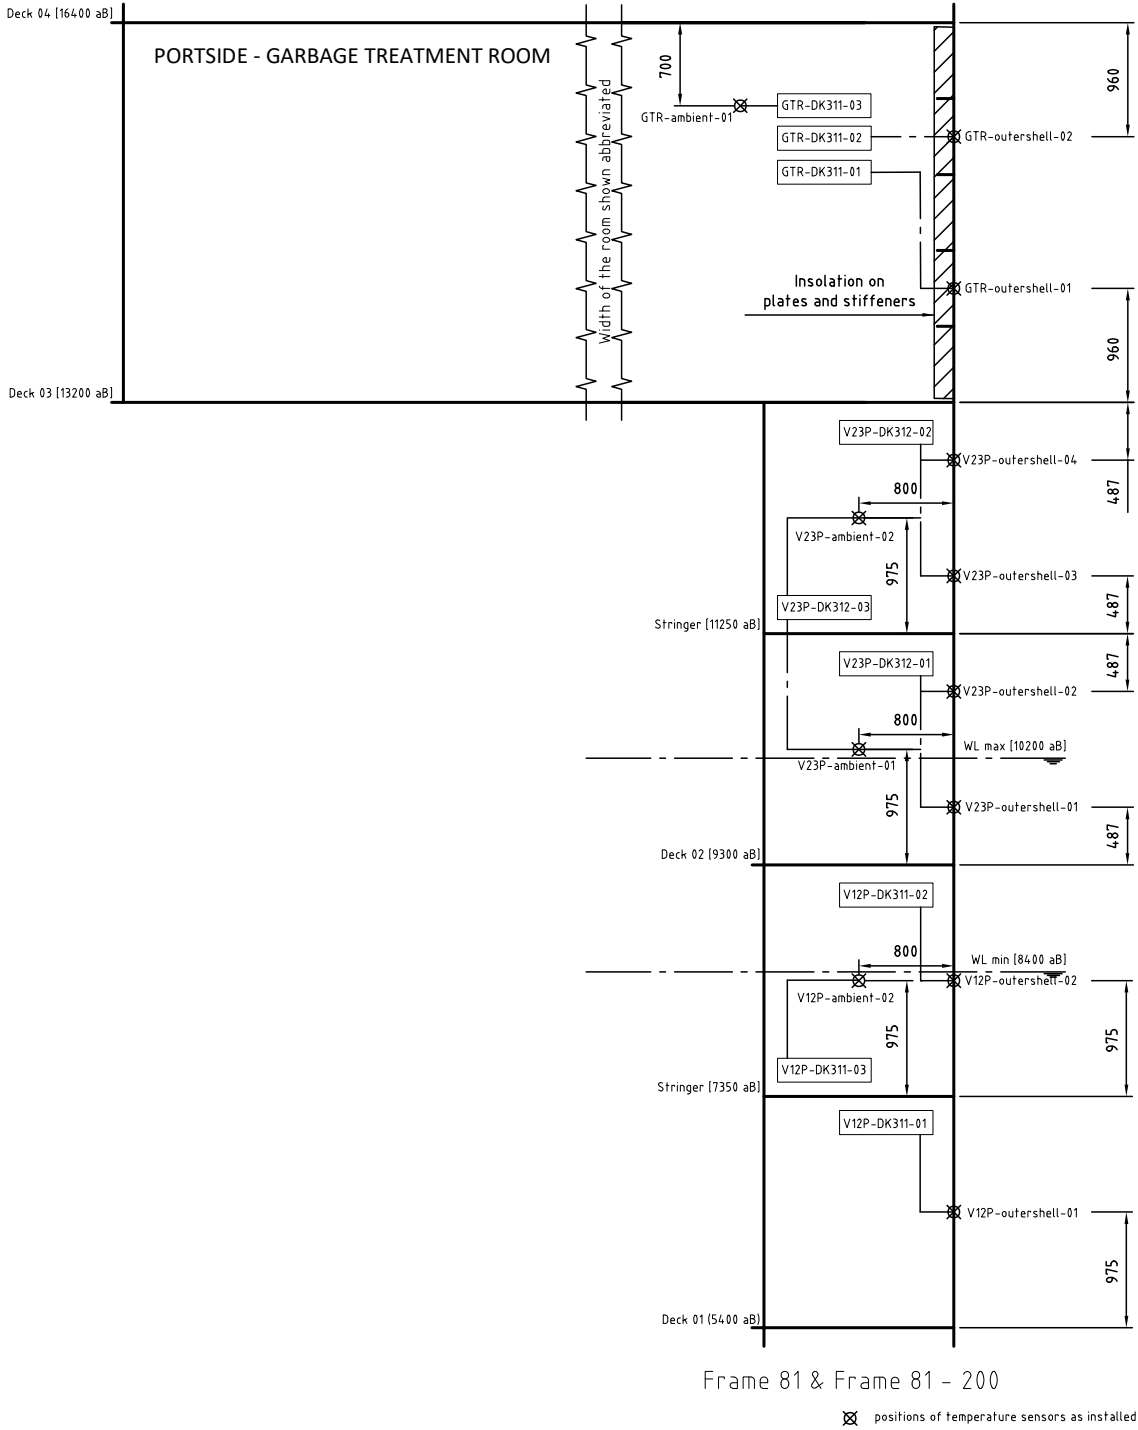 Deck 04 [16400 aB]
PORTSIDE - GARBAGE TREATMENT ROOM
Width of the room shown abbreviated
700
960
GTR-DK311-03
GTR-ambient-01
GTR-DK311-02
GTR-outershell-02
GTR-DK311-01
Insolation on
plates and stiffeners
GTR-outershell-01
960
Deck 03 [13200 aB]
V23P-DK312-02
V23P-outershell-04
800
487
V23P-ambient-02
975
V23P-outershell-03
V23P-DK312-03
487
Stringer [11250 aB]
V23P-DK312-01
487
V23P-outershell-02
800
WL max [10200 aB]
V23P-ambient-01
975
V23P-outershell-01
487
Deck 02 [9300 aB]
V12P-DK311-02
800
WL min [8400 aB]
V12P-outershell-02
V12P-ambient-02
975
975
V12P-DK311-03
Stringer [7350 aB]
V12P-DK311-01
V12P-outershell-01
975
Deck 01 (5400 aB)
Frame 81 & Frame 81 - 200
positions of temperature sensors as installed